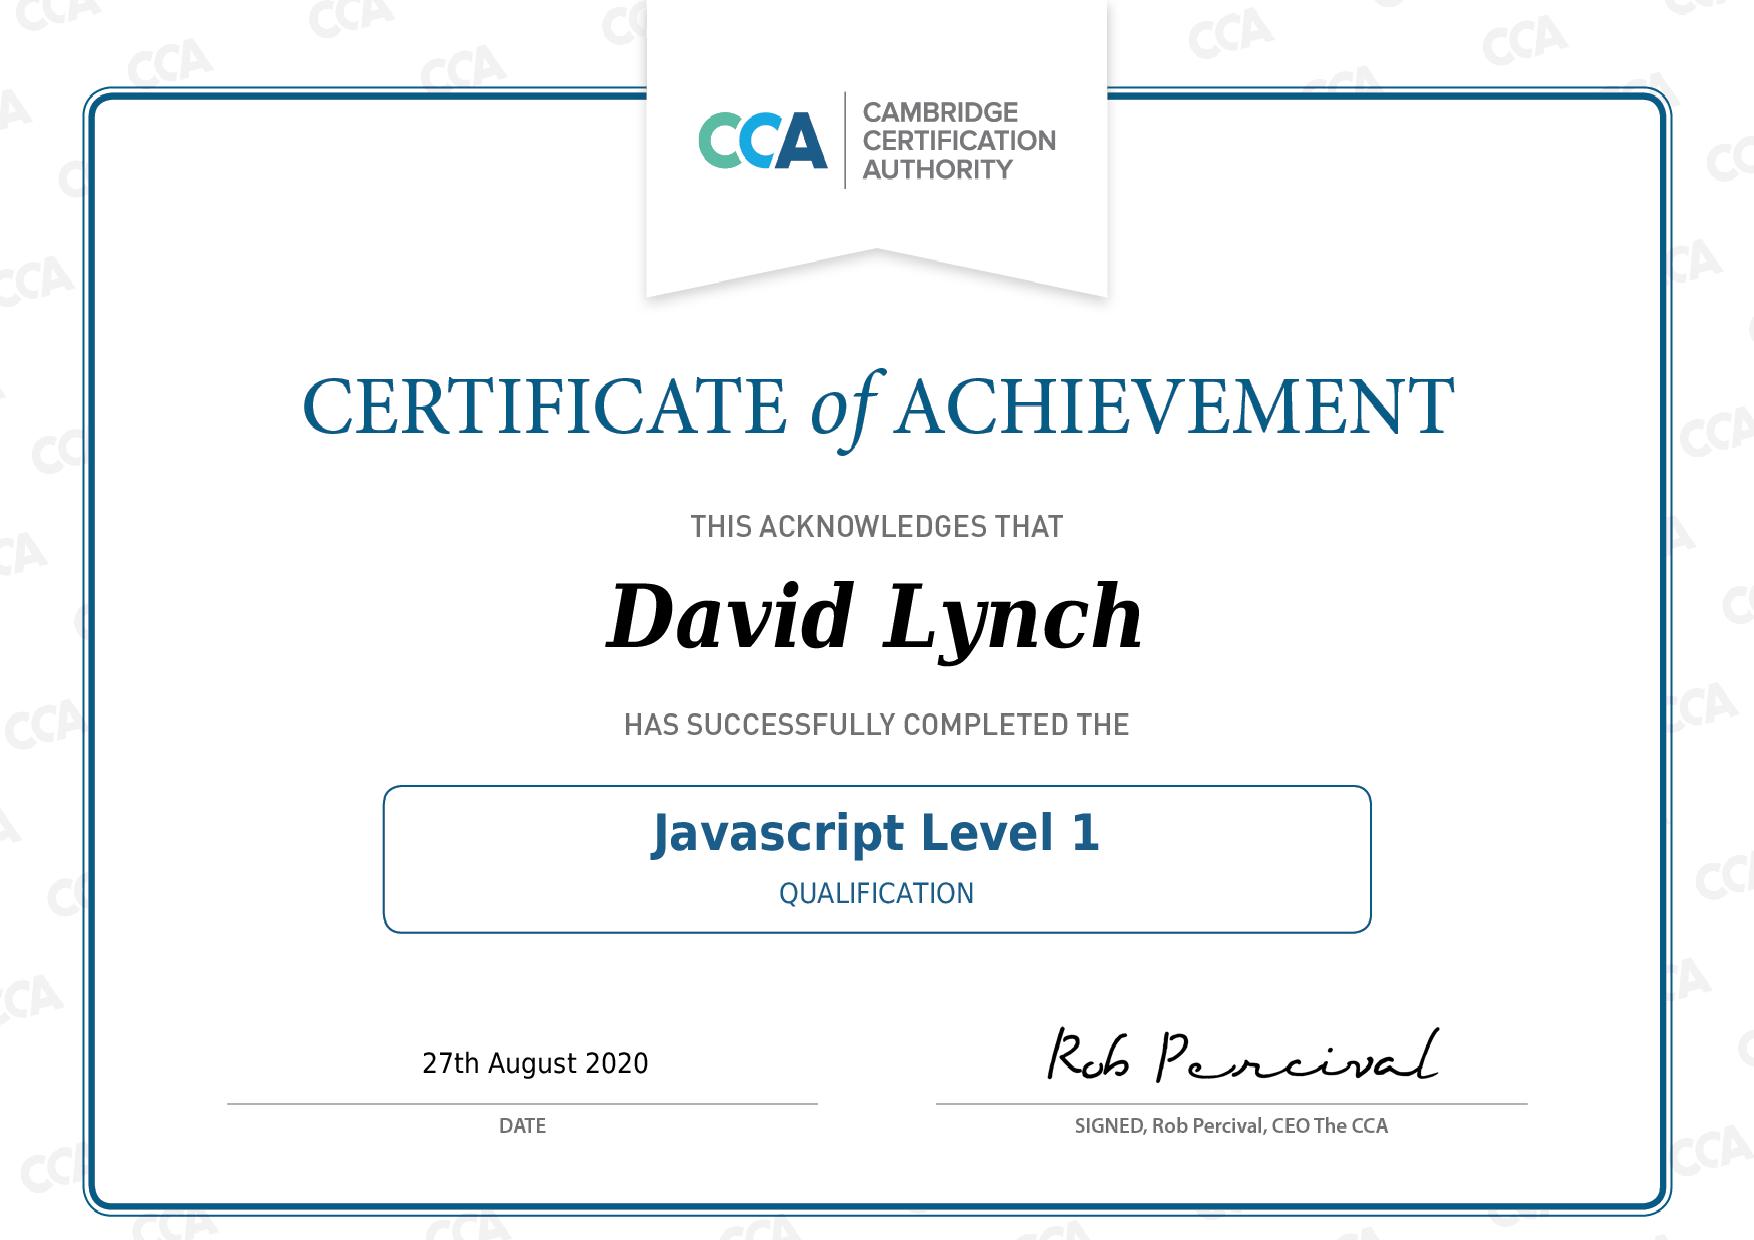 CCA
CAMBRIDGE
CERTIFICATION
AUTHORITY
CERTIFICATE of ACHIEVEMENT
THIS ACKNOWLEDGES THAT
David Lynch
HAS SUCCESSFULLY COMPLETED THE
Javascript Level 1
QUALIFICATION
27th August 2020
Rob Percival
DATE
SIGNED, Rob Percival, CEO The CCA